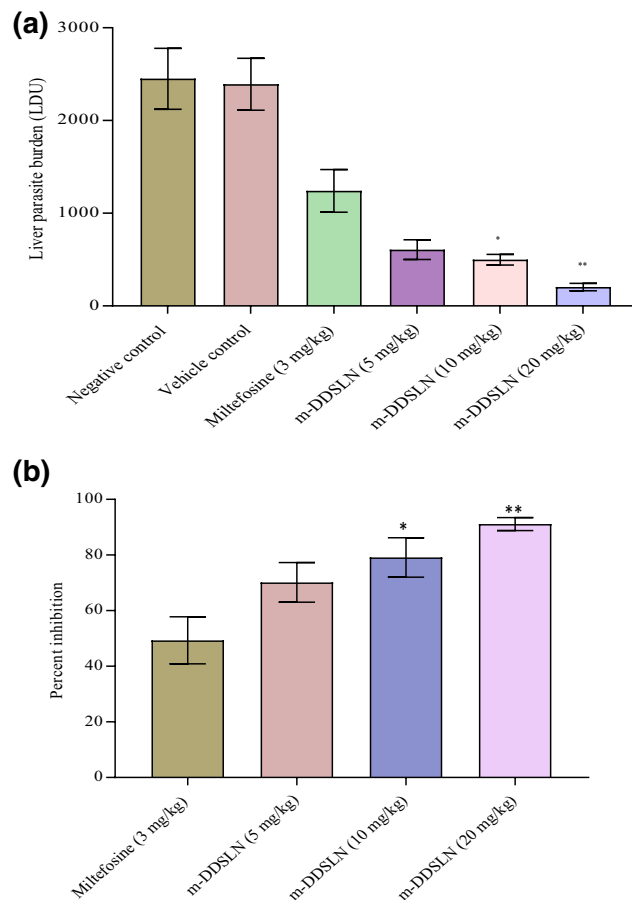 (a)
Liver parasite burden (LDU)
3000
2000
1000
0
*
**
Negative control
Vehicle control
Miltefosine (3 mg/kg)
m-DDSLN (5 mg/kg)
m-DDSLN (10 mg/kg)
m-DDSLN (20 mg/kg)
(b)
Percent inhibition
100
80
60
40
20
0
*
**
Miltefosine (3 mg/kg)
m-DDSLN (5 mg/kg)
m-DDSLN (10 mg/kg)
m-DDSLN (20 mg/kg)